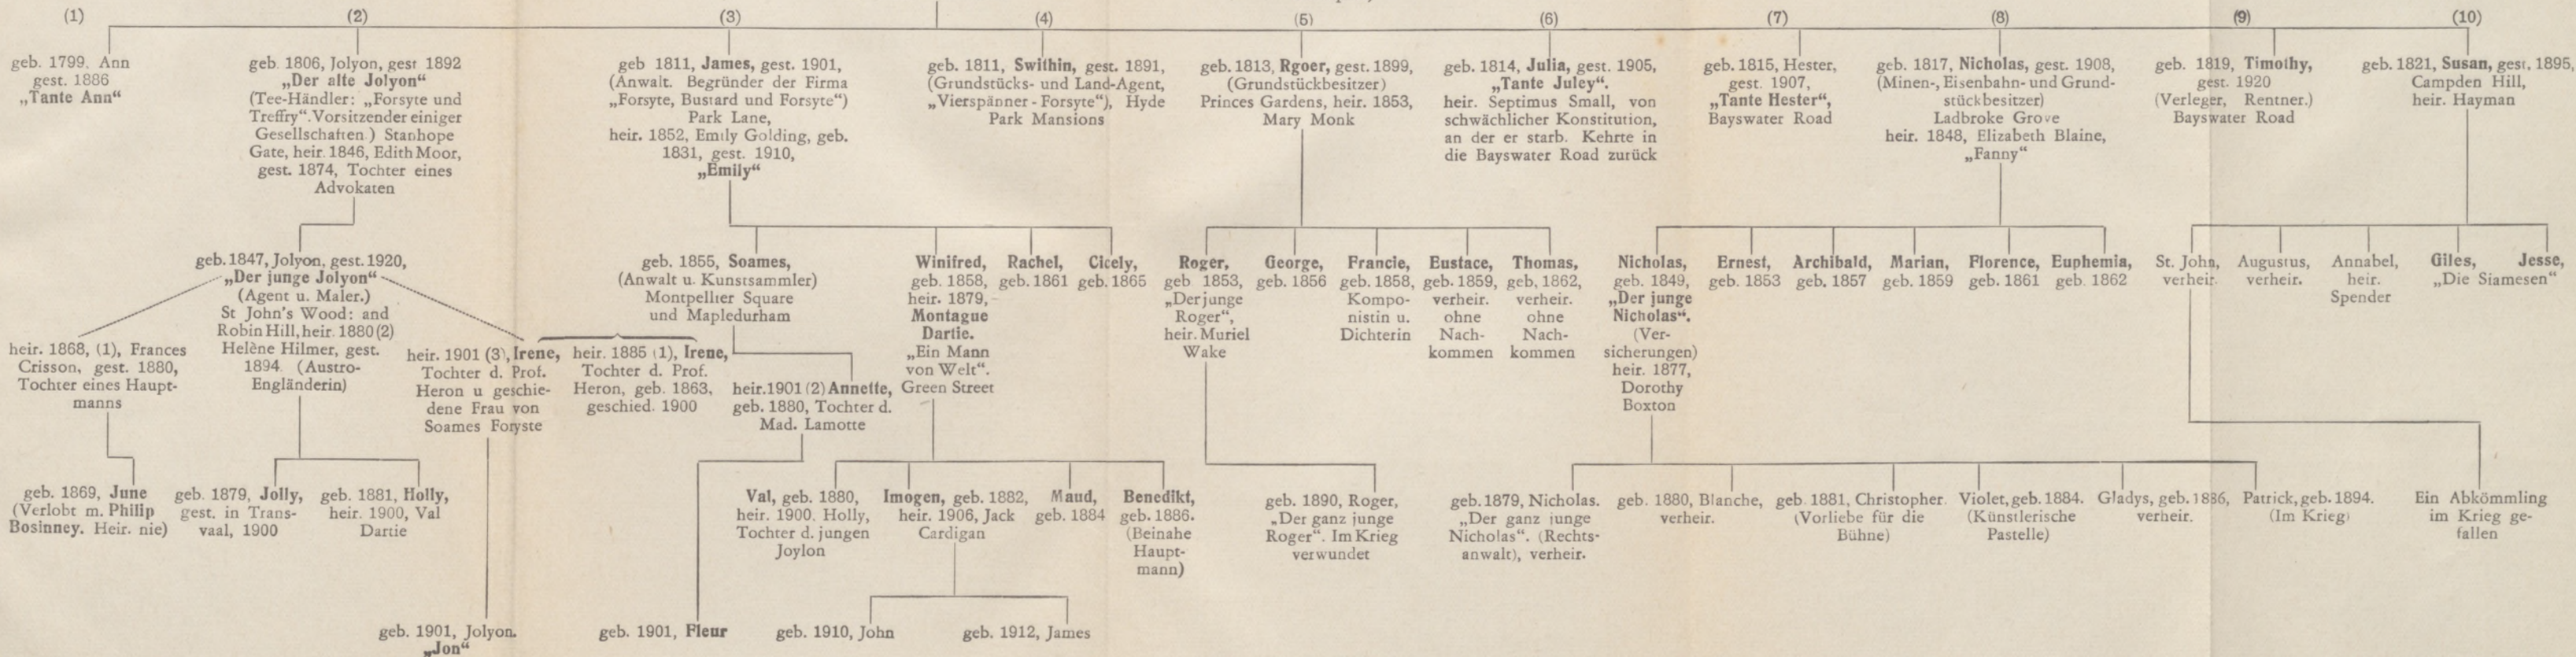 (1)
(2)
(3)
(4)
(5)
(6)
(7)
(8)
(9)
(10)
geb. 1799. Ann
gest. 1886
„Tante Ann“
geb. 1806, Jolyon, gest 1892
„Der alte Jolyon“
(Tee-Händler: „Forsyte und
Treffry“. Vorsitzender einiger
Gesellschaften.) Stanhope
Gate, heir. 1846, Edith Moor,
gest. 1874, Tochter eines
Advokaten
geb 1811, James, gest. 1901,
(Anwalt. Begründer der Firma
„Forsyte, Bustard und Forsyte“)
Park Lane,
heir. 1852, Emily Golding, geb.
1831, gest. 1910,
„Emily“
geb. 1811, Swithin, gest. 1891,
(Grundstücks- und Land-Agent,
„Vierspänner - Forsyte“), Hyde
Park Mansions
geb. 1813, Rgoer, gest. 1899,
(Grundstückbesitzer)
Princes Gardens, heir. 1853,
Mary Monk
geb. 1814, Julia, gest. 1905,
„Tante Juley“.
heir. Septimus Small, von
schwächlicher Konstitution,
an der er starb. Kehrte in
die Bayswater Road zurück
geb. 1815, Hester,
gest. 1907,
„Tante Hester“,
Bayswater Road
geb. 1817, Nicholas, gest. 1908,
(Minen-, Eisenbahn- und Grund-
stückbesitzer)
Ladbroke Grove
heir. 1848, Elizabeth Blaine,
„Fanny“
geb. 1819, Timothy,
gest. 1920
(Verleger, Rentner.)
Bayswater Road
geb. 1821, Susan, gest. 1895,
Campden Hill,
heir. Hayman
geb. 1847, Jolyon, gest. 1920,
„Der junge Jolyon“
(Agent u. Maler.)
St John's Wood: and
Robin Hill, heir. 1880 (2)
Helène Hilmer, gest.
1894. (Austro-
Engländerin)
heir. 1868, (1), Frances
Crisson, gest. 1880,
Tochter eines Haupt-
manns
heir. 1901 (3), Irene,
Tochter d. Prof.
Heron u geschie-
dene Frau von
Soames Foryste
geb. 1855, Soames,
(Anwalt u. Kunstsammler)
Montpellier Square
und Mapledurham
heir. 1885 (1), Irene,
Tochter d. Prof.
Heron, geb. 1863,
geschied. 1900
heir. 1901 (2) Annette,
geb. 1880, Tochter d.
Mad. Lamotte
Winifred,
geb. 1858,
heir. 1879,
Montague
Dartie.
„Ein Mann
von Welt“.
Green Street
Rachel,
geb. 1861
Cicely,
geb. 1865
Roger,
geb 1853,
„Der junge
Roger“,
heir. Muriel
Wake
George,
geb. 1856
Francie,
geb. 1858,
Kompo-
nistin u.
Dichterin
Eustace,
geb. 1859,
verheir.
ohne
Nach-
kommen
Thomas,
geb, 1862,
verheir.
ohne
Nach-
kommen
Nicholas,
geb. 1849,
„Der junge
Nicholas“.
(Ver-
sicherungen)
heir. 1877,
Dorothy
Boxton
Ernest,
geb. 1853
Archibald,
geb. 1857
Marian,
geb. 1859
Florence,
geb. 1861
Euphemia,
geb. 1862
St. John,
verheir.
Augustus,
verheir.
Annabel,
heir.
Spender
Giles, Jesse,
„Die Siamesen“
geb. 1869, June
(Verlobt m. Philip
Bosinney. Heir. nie)
geb. 1879, Jolly,
gest. in Trans-
vaal, 1900
geb. 1881, Holly,
heir. 1900, Val
Dartie
Val, geb. 1880,
heir. 1900, Holly,
Tochter d. jungen
Joylon
Imogen, geb. 1882,
heir. 1906, Jack
Cardigan
Maud,
geb. 1884
Benedikt,
geb. 1886.
(Beinahe
Haupt-
mann)
geb. 1890, Roger,
„Der ganz junge
Roger“. Im Krieg
verwundet
geb. 1879, Nicholas.
„Der ganz junge
Nicholas“. (Rechts-
anwalt), verheir.
geb. 1880, Blanche,
verheir.
geb. 1881, Christopher.
(Vorliebe für die
Bühne)
Violet, geb. 1884.
(Künstlerische
Pastelle)
Gladys, geb. 1886,
verheir.
Patrick, geb. 1894.
(Im Krieg)
Ein Abkömmling
im Krieg ge-
fallen
geb. 1901, Jolyon.
„Jon“
geb. 1901, Fleur
geb. 1910, John
geb. 1912, James